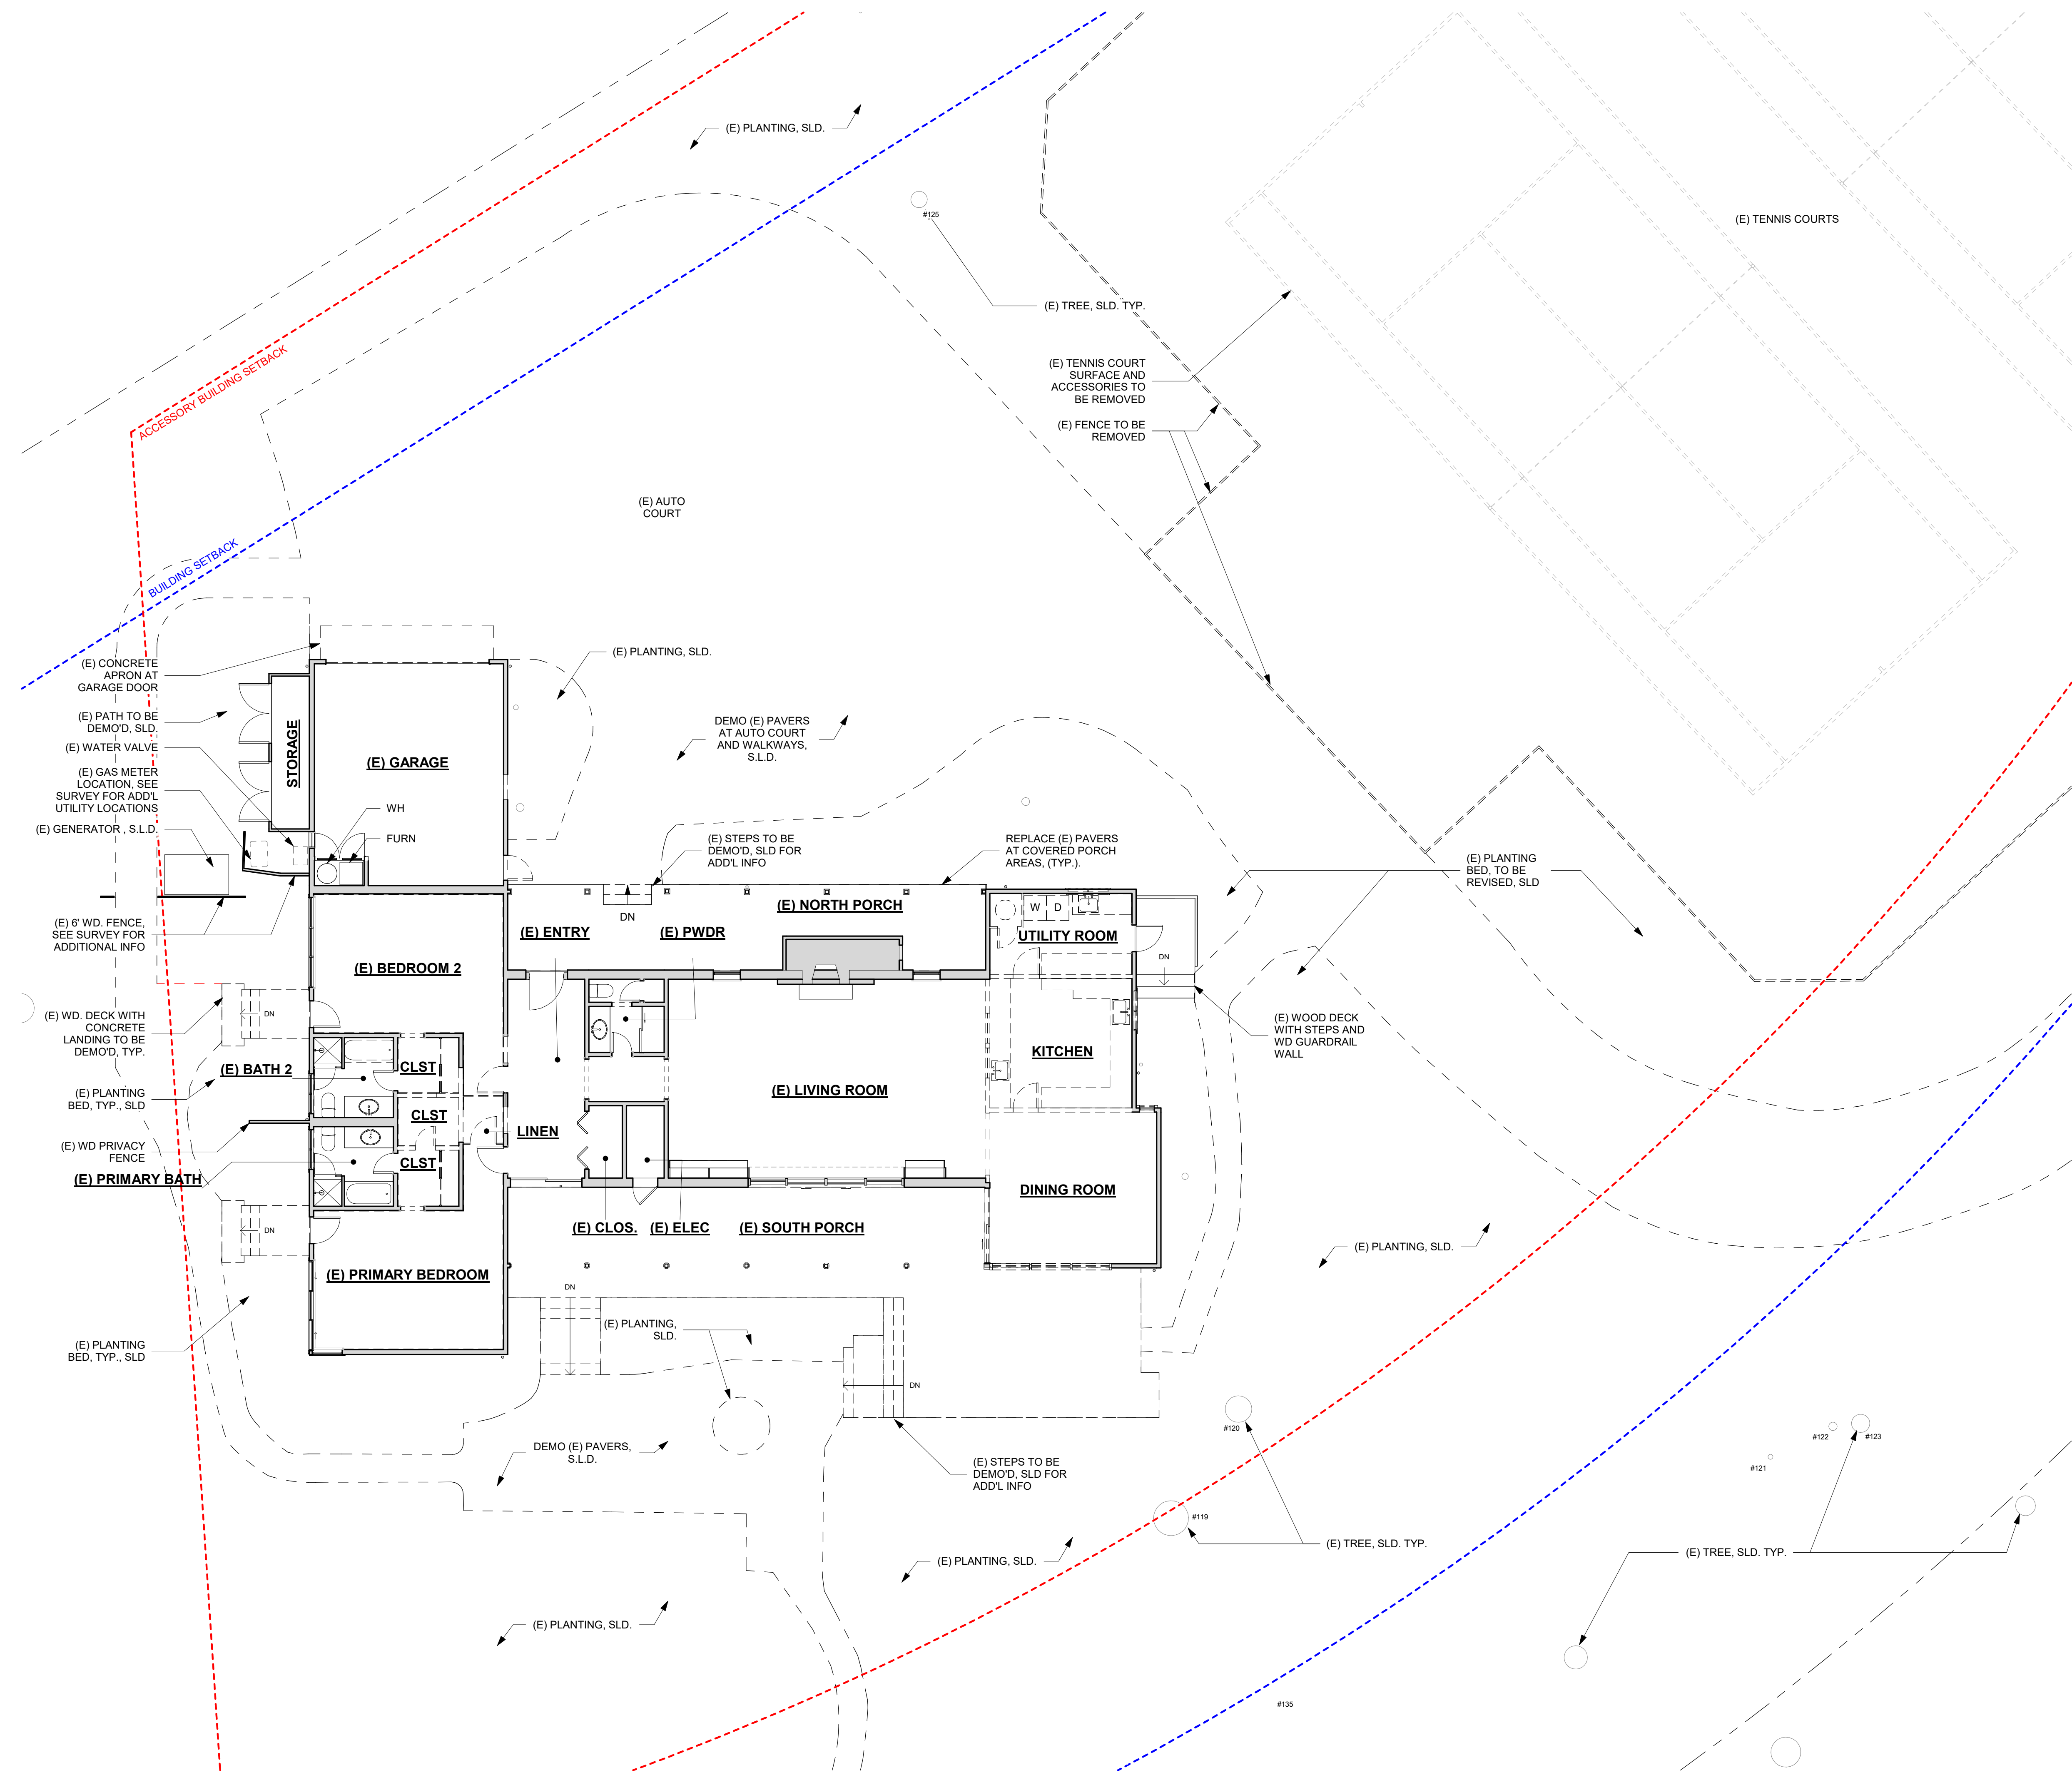 (E) PLANTING, SLD.
#125
(E) TENNIS COURTS
(E) TREE, SLD. TYP.
ACCESSORY BUILDING SETBACK
(E) TENNIS COURT
SURFACE AND
ACCESSORIES TO
BE REMOVED
(E) FENCE TO BE
REMOVED
(E) AUTO
COURT
BUILDING SETBACK
(E) CONCRETE
APRON AT
GARAGE DOOR
(E) PLANTING, SLD.
(E) PATH TO BE
DEMO'D, SLD.
(E) WATER VALVE
(E) GAS METER
LOCATION, SEE
SURVEY FOR ADD'L
UTILITY LOCATIONS
(E) GENERATOR , S.L.D.
STORAGE
(E) GARAGE
DEMO (E) PAVERS
AT AUTO COURT
AND WALKWAYS,
S.L.D.
WH
FURN
(E) STEPS TO BE
DEMO'D, SLD FOR
ADD'L INFO
REPLACE (E) PAVERS
AT COVERED PORCH
AREAS, (TYP.).
(E) PLANTING
BED, TO BE
REVISED, SLD
(E) 6' WD. FENCE,
SEE SURVEY FOR
ADDITIONAL INFO
DN
(E) NORTH PORCH
W
D
(E) ENTRY
(E) PWDR
UTILITY ROOM
(E) BEDROOM 2
DN
(E) WD. DECK WITH
CONCRETE
LANDING TO BE
DEMO'D, TYP.
DN
(E) WOOD DECK
WITH STEPS AND
WD GUARDRAIL
WALL
KITCHEN
(E) BATH 2
CLST
(E) LIVING ROOM
(E) PLANTING
BED, TYP., SLD
CLST
LINEN
(E) WD PRIVACY
FENCE
CLST
(E) PRIMARY BATH
DINING ROOM
DN
(E) CLOS.
(E) ELEC
(E) SOUTH PORCH
(E) PLANTING, SLD.
(E) PRIMARY BEDROOM
DN
(E) PLANTING,
SLD.
(E) PLANTING
BED, TYP., SLD
DN
#120
#122
#123
DEMO (E) PAVERS,
S.L.D.
(E) STEPS TO BE
DEMO'D, SLD FOR
ADD'L INFO
#121
#119
(E) TREE, SLD. TYP.
(E) TREE, SLD. TYP.
(E) PLANTING, SLD.
(E) PLANTING, SLD.
#135